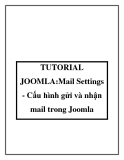 TUTORIAL
JOOMLA:Mail Settings
- Cấu hình gửi và nhận
mail trong Joomla